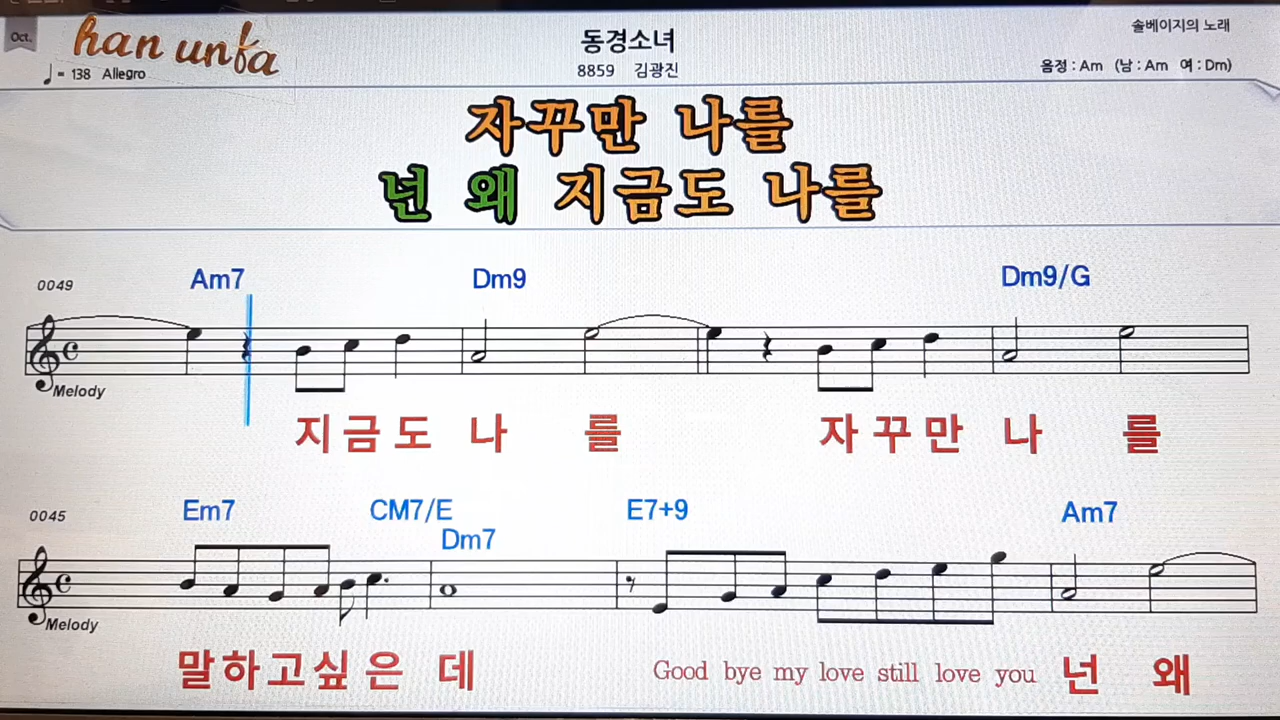 Oct.
han unfa
♩ = 138 Allegro
동경소녀
8859 김광진
솔베이지의 노래
음정 : Am (남 : Am 여 : Dm)
자꾸만 나를
넌 왜 지금도 나를
0049 Am7 Dm9 Dm9/G
Melody
지금도 나 를 자꾸만 나 를
0045 Em7 CM7/E E7+9 Am7
Dm7
Melody
말하고싶은 데 Good bye my love still love you 넌 왜